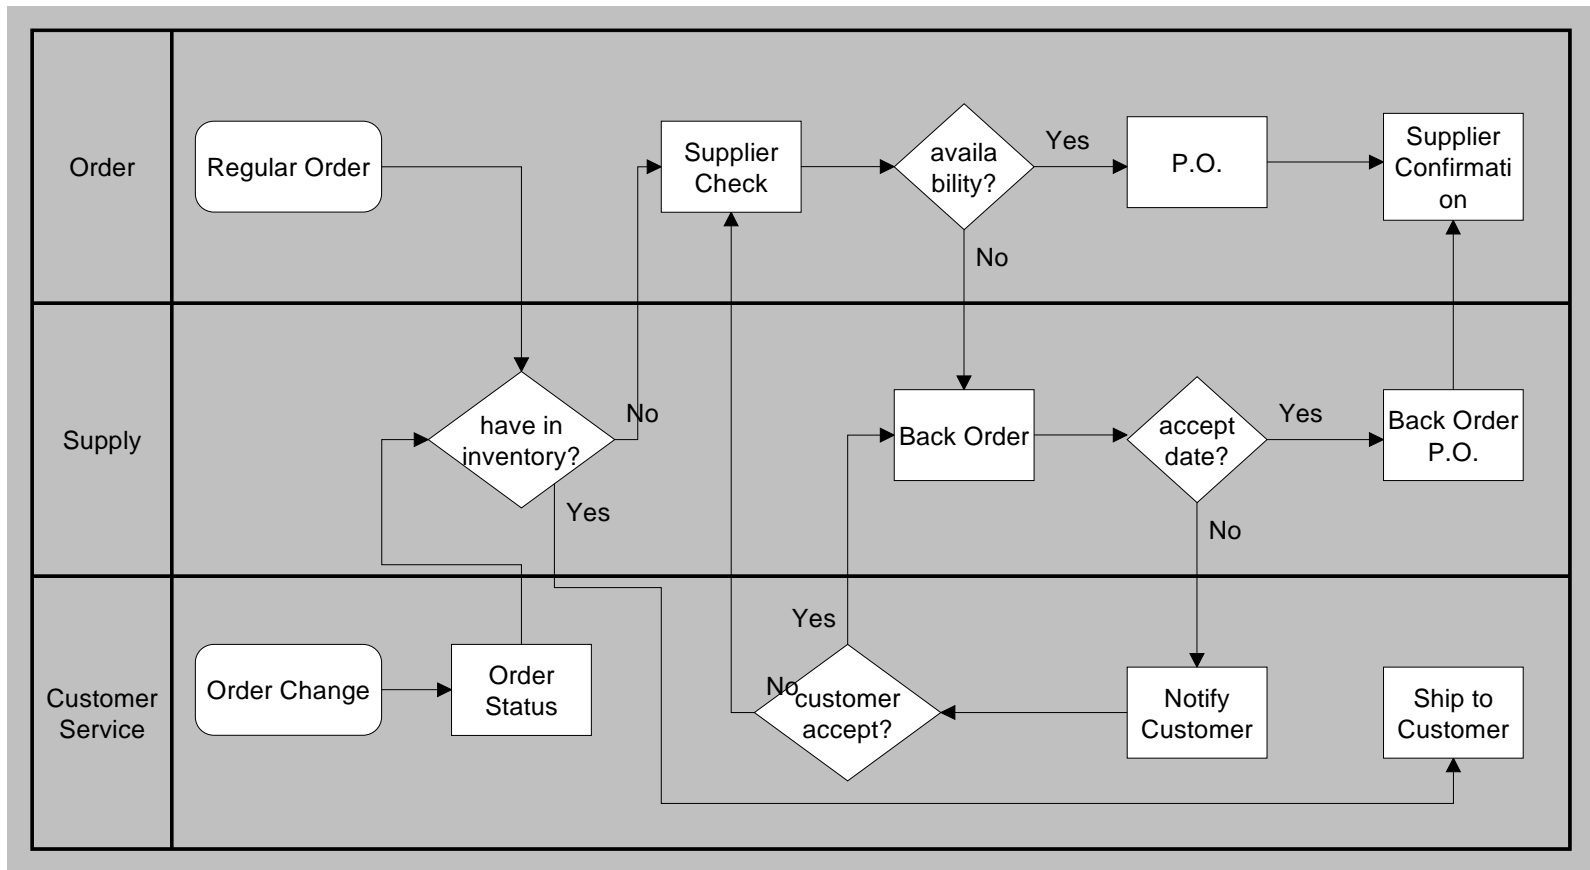 Order
Regular Order
Supplier
Check
availa
bility?
Yes
No
P.O.
Supplier
Confirmati
on
Supply
have in
inventory?
No
Yes
Back Order
accept
date?
Yes
No
Back Order
P.O.
Customer
Service
Order Change
Order
Status
Yes
No
customer
accept?
Notify
Customer
Ship to
Customer